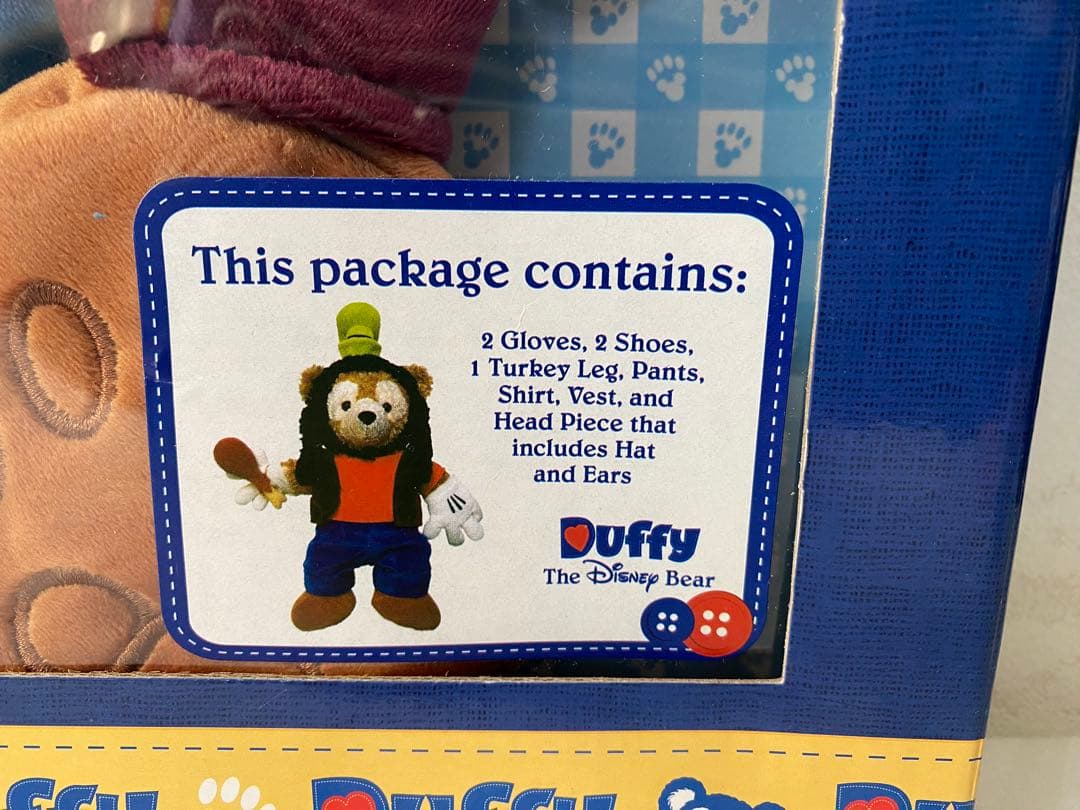 This package contains:
2 Gloves, 2 Shoes,
1 Turkey Leg, Pants,
Shirt, Vest, and
Head Piece that
includes Hat
and Ears
Duffy
The Disney Bear
Duffy